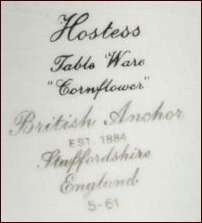 Hostess
Table Ware
"Cornflower"
British Anchor
EST 1884
Staffordshire
England
5-61